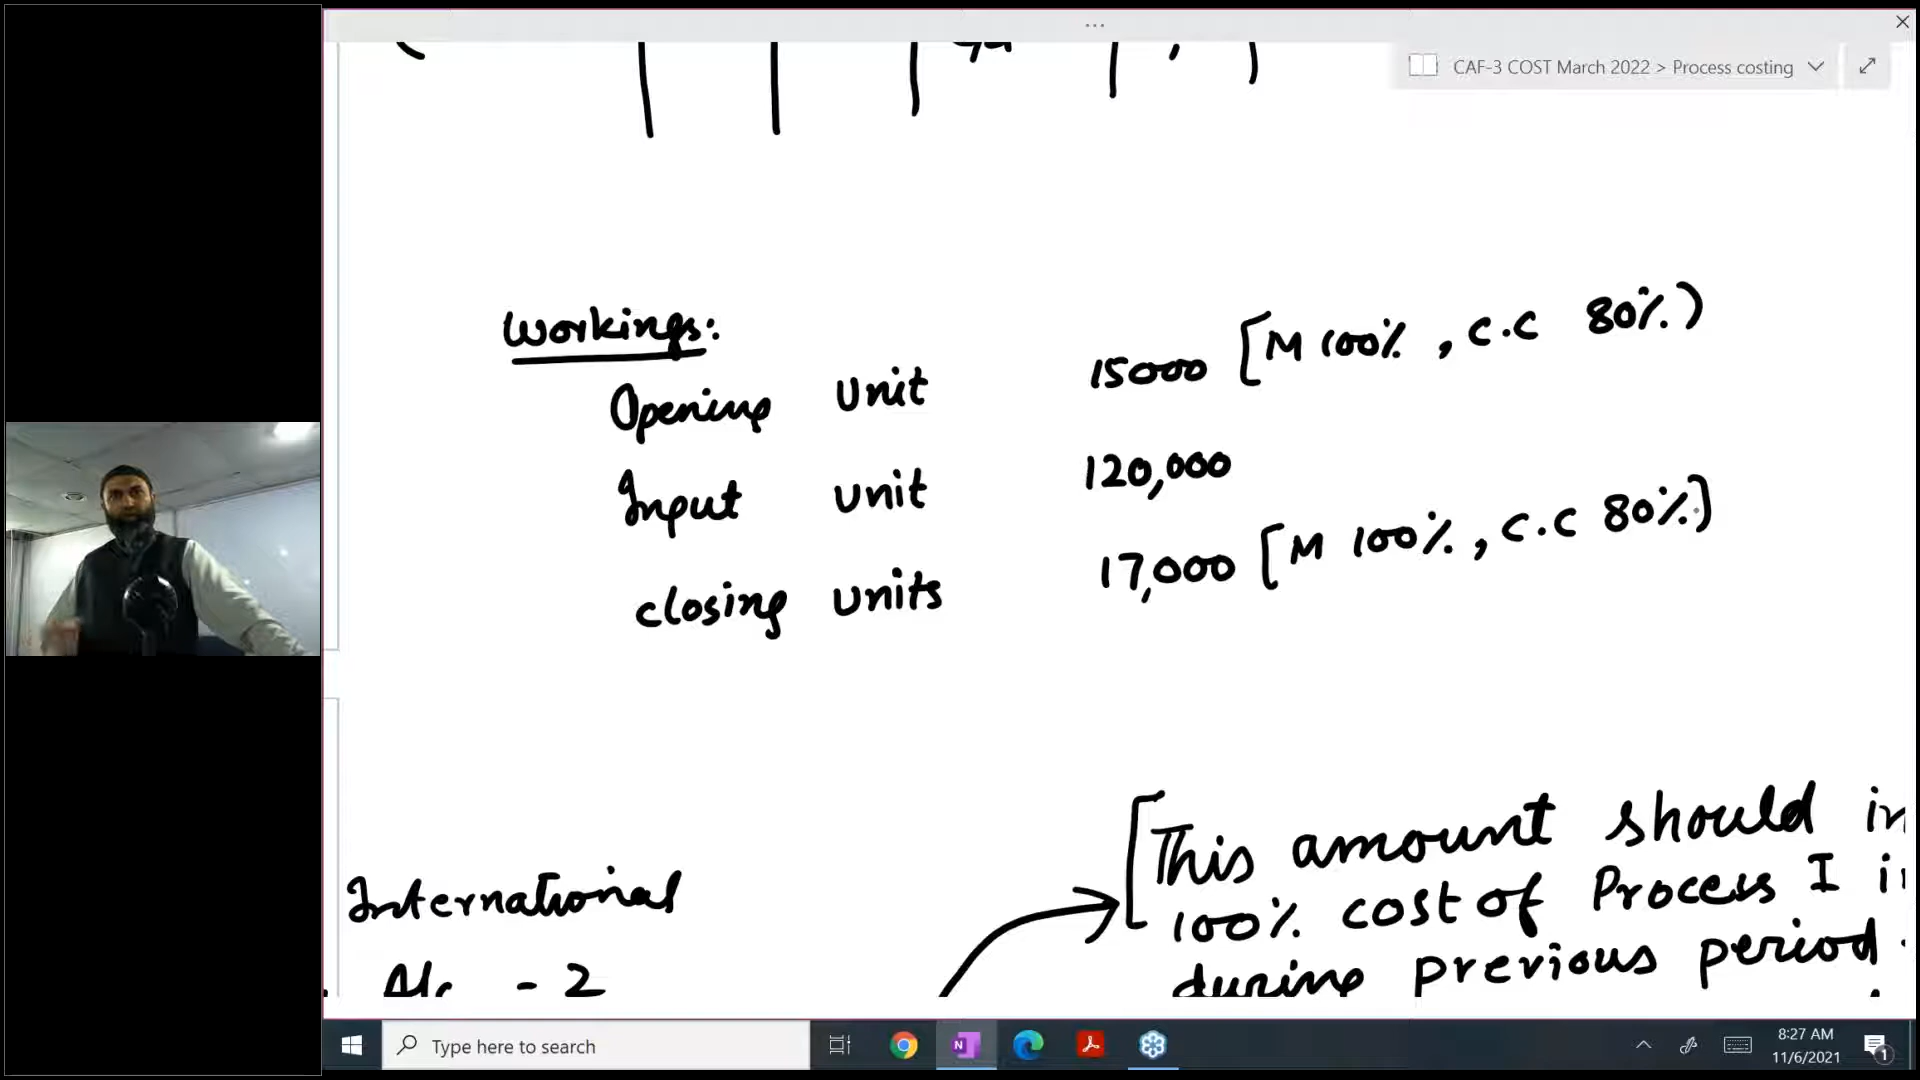 CAF-3 COST March 2022 > Process costing
Workings:
Opening Unit 15000 [M 100%, C.C 80%)
Input unit 120,000
closing units 17,000 [M 100%, C.C 80%]
[This amount should in
100% cost of Process I i
during previous period.
International
A/c - 2
Type here to search
8:27 AM
11/6/2021
1